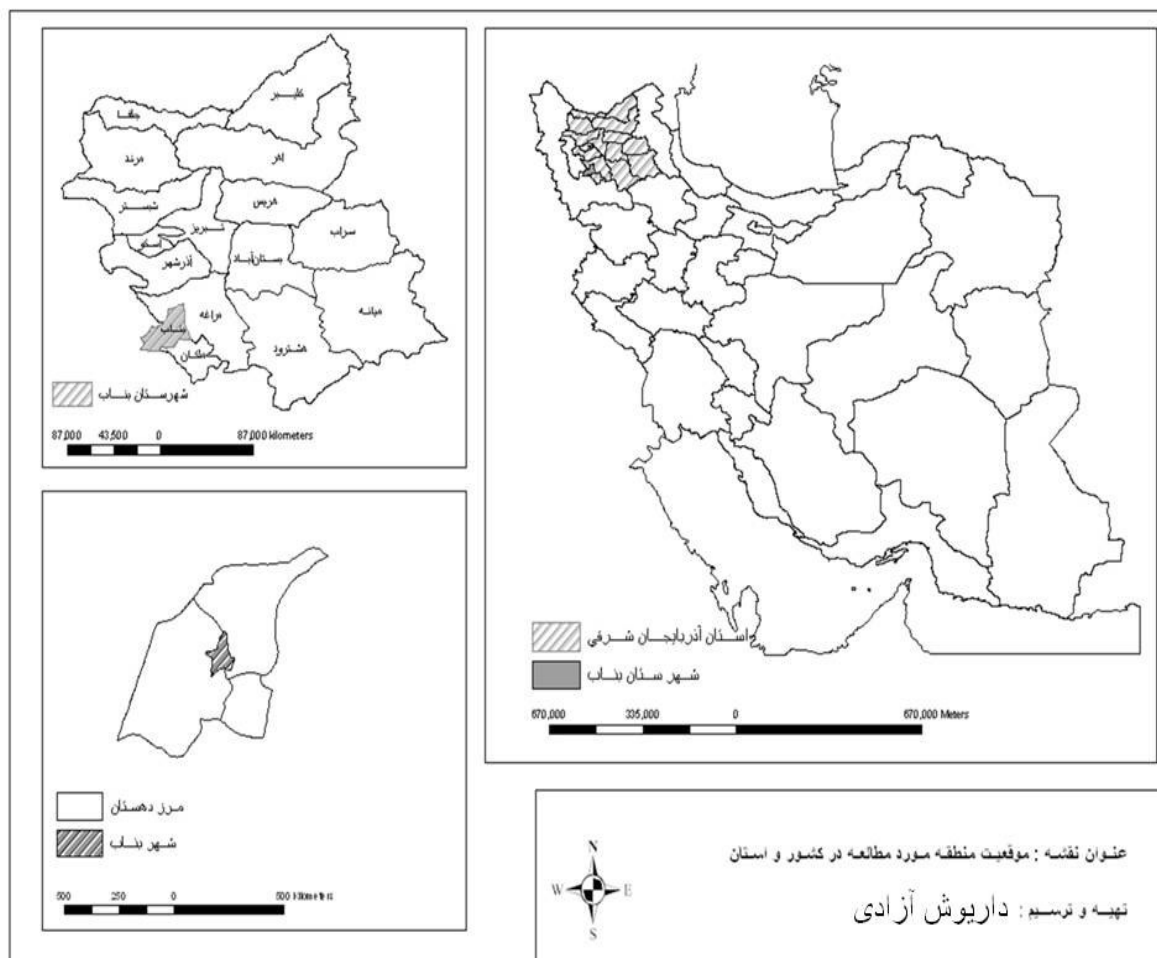 کلیبر
جلفا
اهر
مرند
هریس
شبستر
تبریز
سراب
اسکو
بستان‌آباد
آذرشهر
میانه
مراغه
بناب
هشترود
ملکان
شهرستان بناب
87,000 43,500 0 87,000 kilometers
استان آذربایجان شرقي
شهر ستان بناب
670,000 335,000 0 670,000 Meters
مرز دهستان
شهر بناب
500 250 0 500 Kilometers
N
W E
S
عنوان نقشه : موقعیت منطقه مورد مطالعه در کشور و استان
تهیه و ترسیم : داریوش آزادی